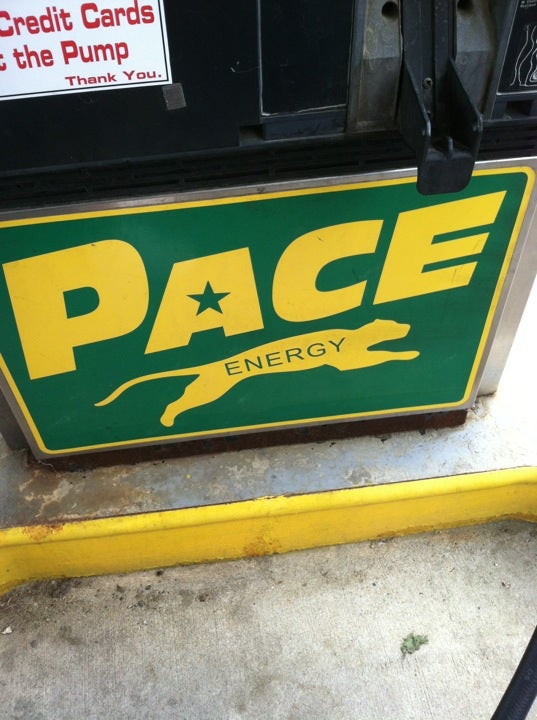 Credit Cards
the Pump
Thank You.
PACE
ENERGY